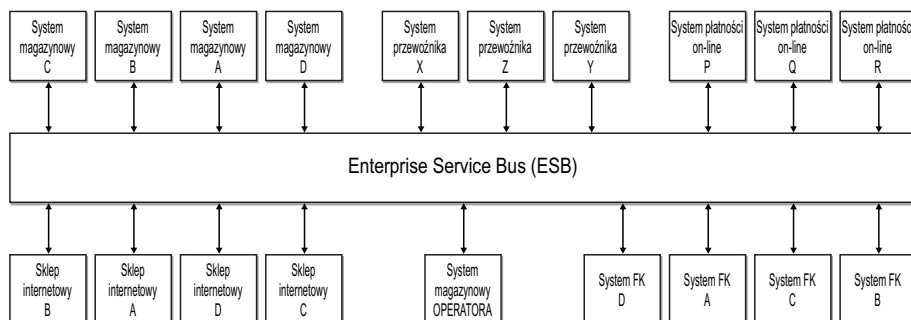 System
magazynowy
C
System
magazynowy
B
System
magazynowy
A
System
magazynowy
D
System
przewoźnika
X
System
przewoźnika
Z
System
przewoźnika
Y
System płatności
on-line
P
System płatności
on-line
Q
System płatności
on-line
R
Enterprise Service Bus (ESB)
Sklep
internetowy
B
Sklep
internetowy
A
Sklep
internetowy
D
Sklep
internetowy
C
System
magazynowy
OPERATORA
System FK
D
System FK
A
System FK
C
System FK
B